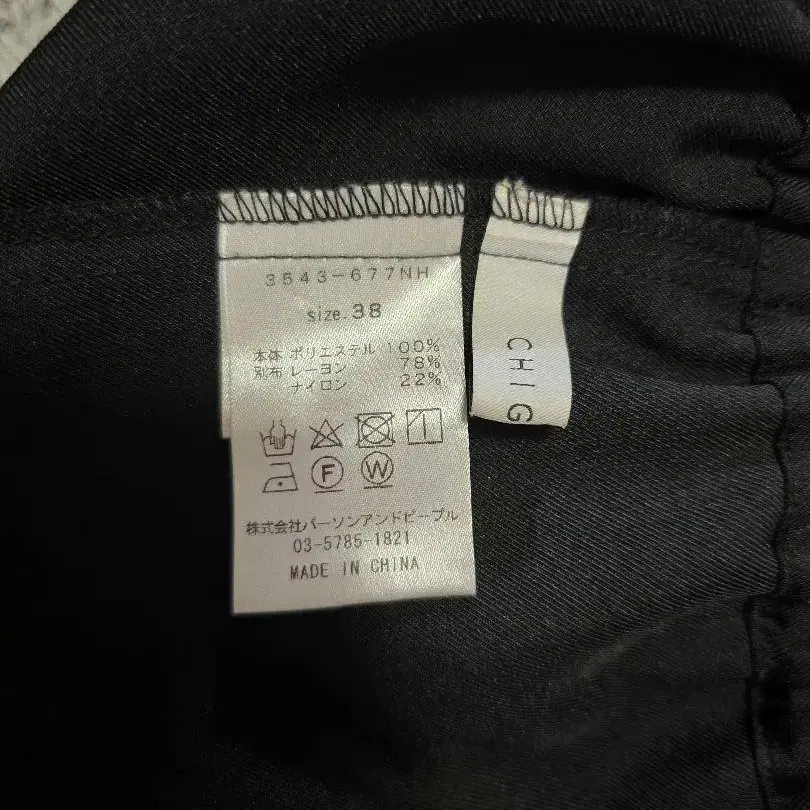 3543-677NH
size.38
本体 ポリエステル 100%
別布 レーヨン 78%
ナイロン 22%
F W
株式会社パーソンアンドピープル
03-5785-1821
MADE IN CHINA
CHIG